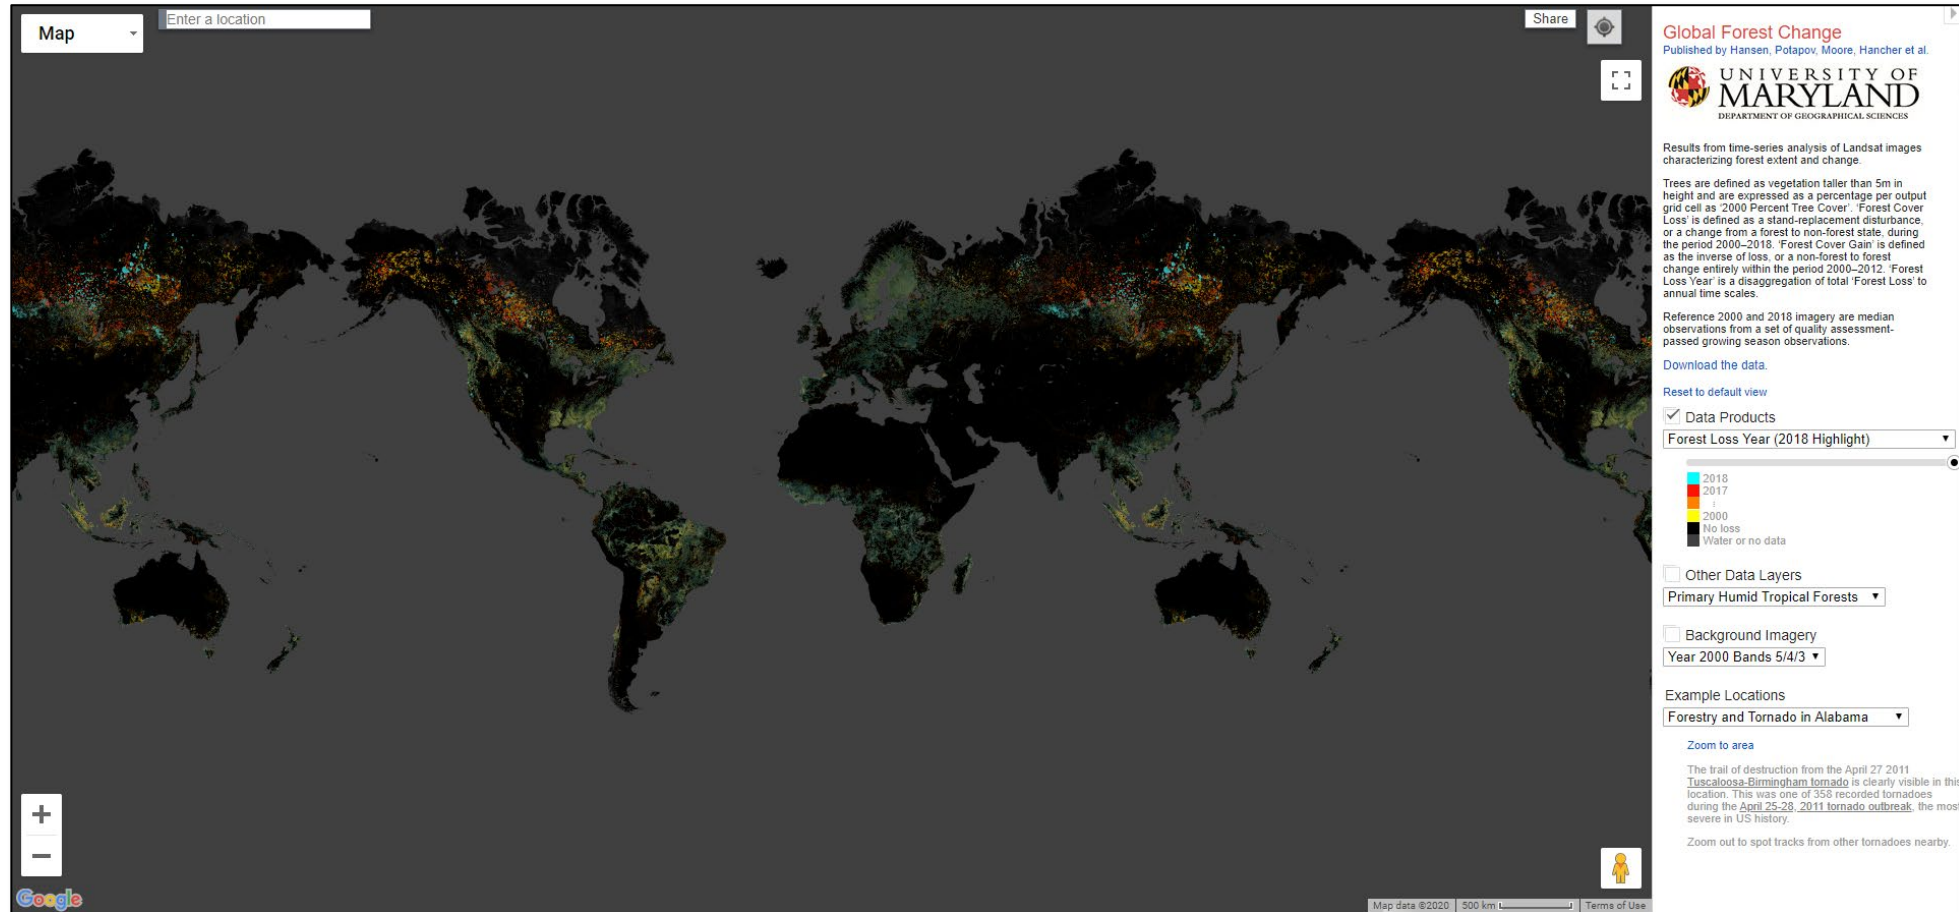 Map
Enter a location
Share
Global Forest Change
Published by Hansen, Potapov, Moore, Hancher et al.
UNIVERSITY OF
MARYLAND
DEPARTMENT OF GEOGRAPHICAL SCIENCES
Results from time-series analysis of Landsat images
characterizing forest extent and change.
Trees are defined as vegetation taller than 5m in
height and are expressed as a percentage per output
grid cell as '2000 Percent Tree Cover'. 'Forest Cover
Loss' is defined as a stand-replacement disturbance,
or a change from a forest to non-forest state, during
the period 2000–2018. 'Forest Cover Gain' is defined
as the inverse of loss, or a non-forest to forest
change entirely within the period 2000–2012. 'Forest
Loss Year' is a disaggregation of total 'Forest Loss' to
annual time scales.
Reference 2000 and 2018 imagery are median
observations from a set of quality assessment-
passed growing season observations.
Download the data.
Reset to default view
Data Products
Forest Loss Year (2018 Highlight)
2018
2017
2000
No loss
Water or no data
Other Data Layers
Primary Humid Tropical Forests
Background Imagery
Year 2000 Bands 5/4/3
Example Locations
Forestry and Tornado in Alabama
Zoom to area
The trail of destruction from the April 27 2011
Tuscaloosa-Birmingham tornado is clearly visible in this
location. This was one of 358 recorded tornadoes
during the April 25-28, 2011 tornado outbreak, the most
severe in US history.
Zoom out to spot tracks from other tornadoes nearby.
Google
Map data ©2020
500 km
Terms of Use